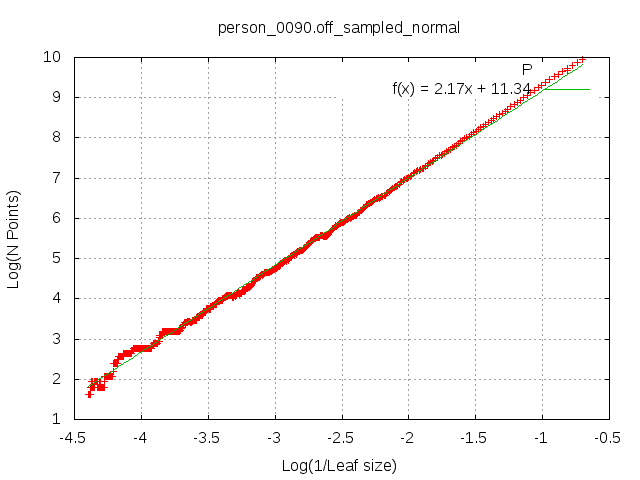 person_0090.off_sampled_normal
P
f(x) = 2.17x + 11.34
Log(N Points)
10
9
8
7
6
5
4
3
2
1
-4.5 -4 -3.5 -3 -2.5 -2 -1.5 -1 -0.5
Log(1/Leaf size)